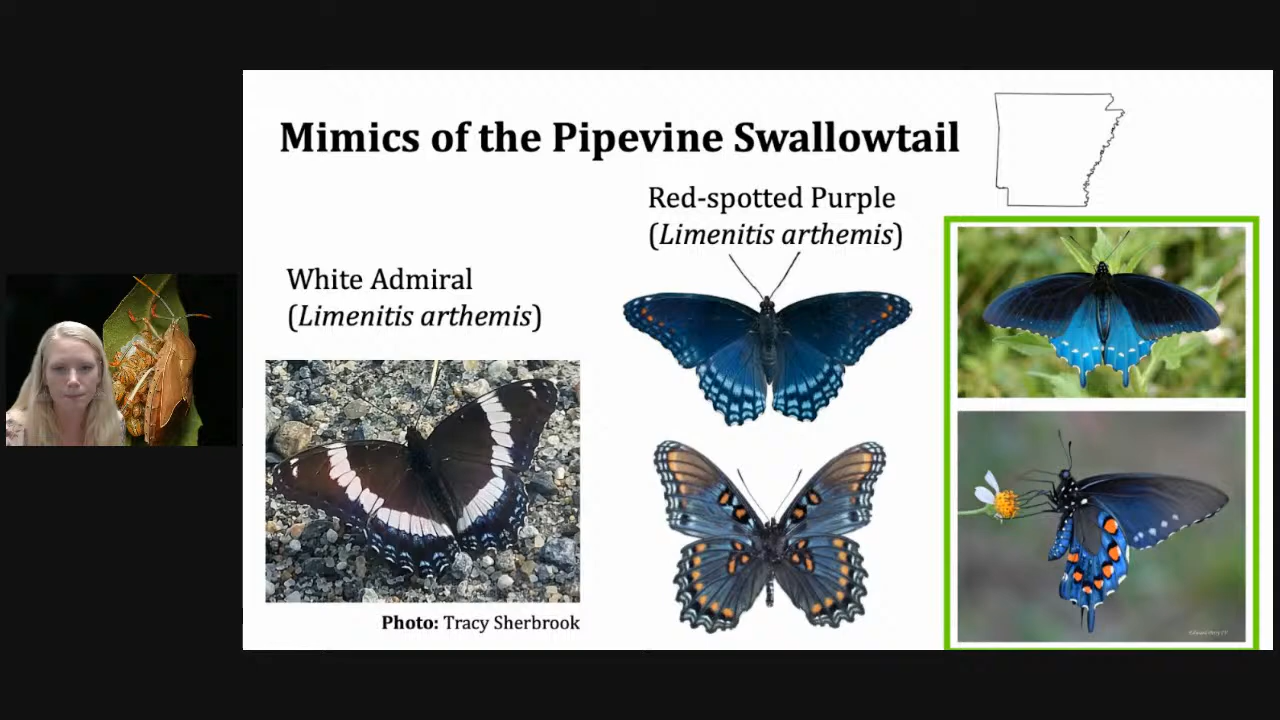 Mimics of the Pipevine Swallowtail
Red-spotted Purple
(Limenitis arthemis)
White Admiral
(Limenitis arthemis)
Photo: Tracy Sherbrook